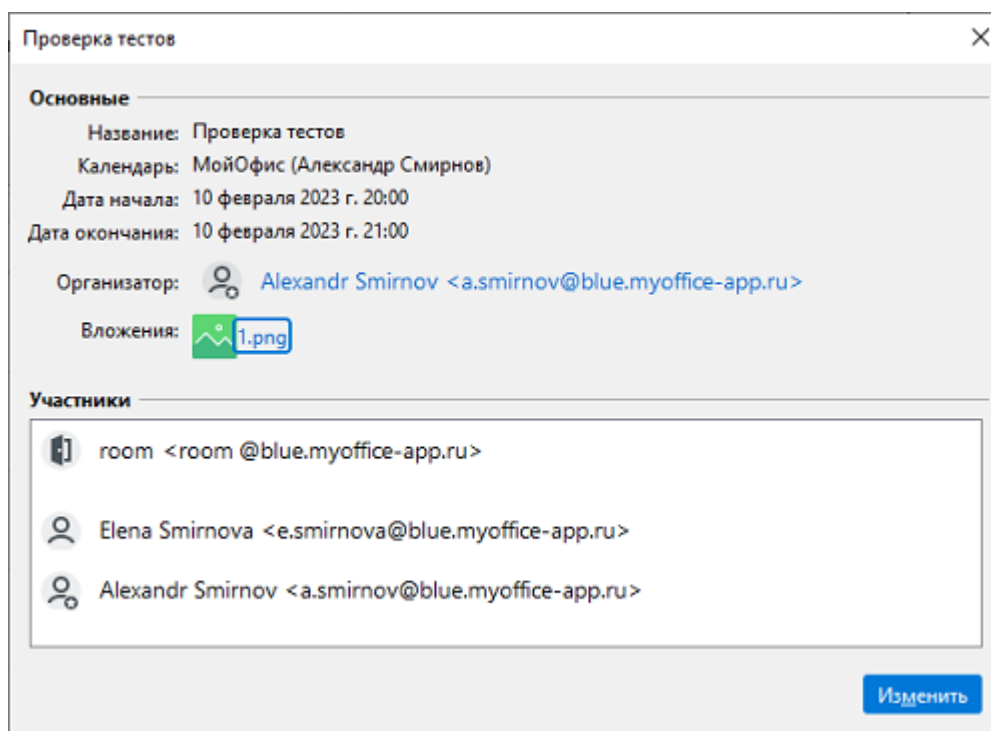 Проверка тестов
Основные
Название: Проверка тестов
Календарь: МойОфис (Александр Смирнов)
Дата начала: 10 февраля 2023 г. 20:00
Дата окончания: 10 февраля 2023 г. 21:00
Организатор: Alexandr Smirnov <a.smirnov@blue.myoffice-app.ru>
Вложения: 1.png
Участники
room <room @blue.myoffice-app.ru>
Elena Smirnova <e.smirnova@blue.myoffice-app.ru>
Alexandr Smirnov <a.smirnov@blue.myoffice-app.ru>
Изменить